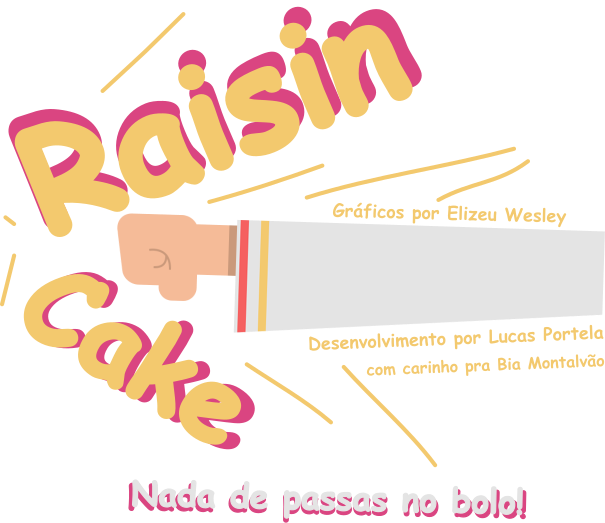 Raisin
Cake
Gráficos por Elizeu Wesley
Desenvolvimento por Lucas Portela
com carinho pra Bia Montalvão
Nada de passas no bolo!